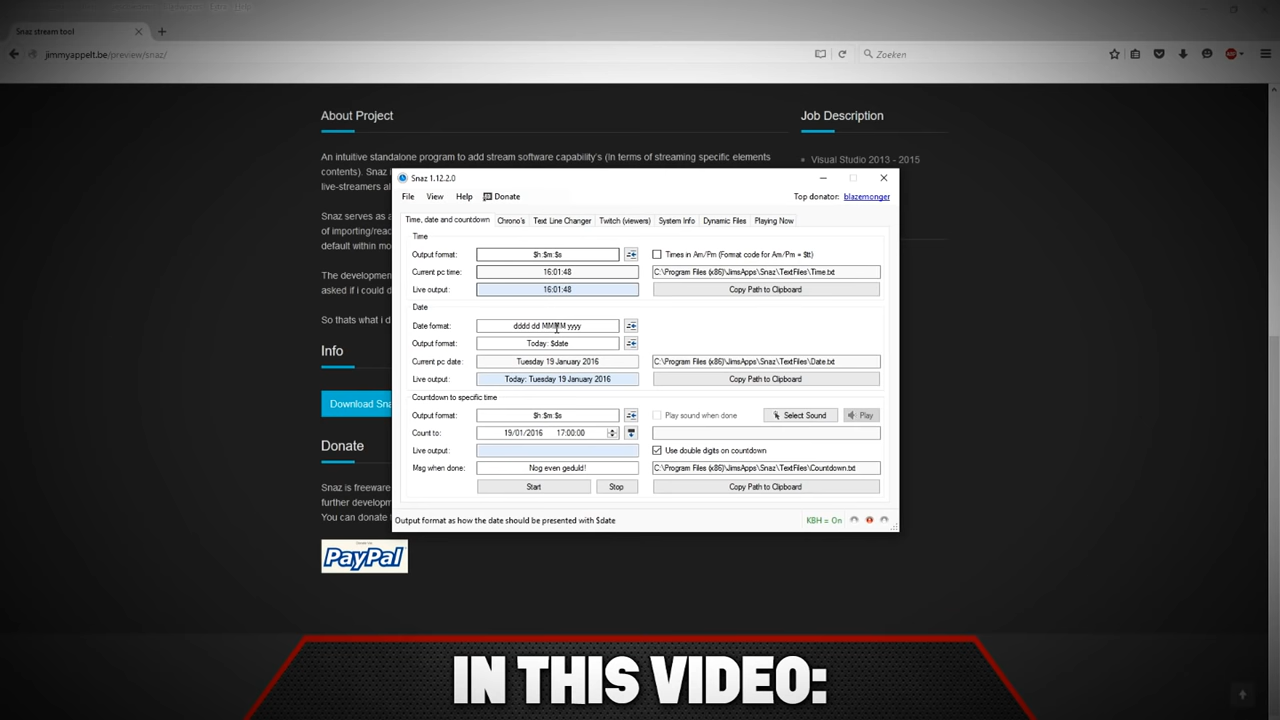 Snaz stream tool
jimmyappelt.be/preview/snaz/
Zoeken
About Project
Job Description
An intuitive standalone program to add stream software capability's (In terms of streaming specific elements
contents). Snaz
live-streamers al
Visual Studio 2013 - 2015
Snaz serves as a
of importing/reac
default within mo
The developmen
asked if i could d
So thats what i d
Info
Download Sna
Donate
Snaz is freeware
further developm
You can donate
PayPal
Snaz 1.12.2.0
File View Help Donate
Top donator: blazemonger
Time, date and countdown Chrono's Text Line Changer Twitch (viewers) System Info Dynamic Files Playing Now
Time
Output format: $h:$m:$s Times in Am/Pm (Format code for Am/Pm = $tt)
Current pc time: 16:01:48 C:\Program Files (x86)\JimsApps\Snaz\TextFiles\Time.txt
Live output: 16:01:48 Copy Path to Clipboard
Date
Date format: dddd dd MMMM yyyy
Output format: Today: $date
Current pc date: Tuesday 19 January 2016 C:\Program Files (x86)\JimsApps\Snaz\TextFiles\Date.txt
Live output: Today: Tuesday 19 January 2016 Copy Path to Clipboard
Countdown to specific time
Output format: $h:$m:$s Play sound when done Select Sound Play
Count to: 19/01/2016 17:00:00
Live output: Use double digits on countdown
Msg when done: Nog even geduld! C:\Program Files (x86)\JimsApps\Snaz\TextFiles\Countdown.txt
Start Stop Copy Path to Clipboard
Output format as how the date should be presented with $date KBH = On
IN THIS VIDEO: